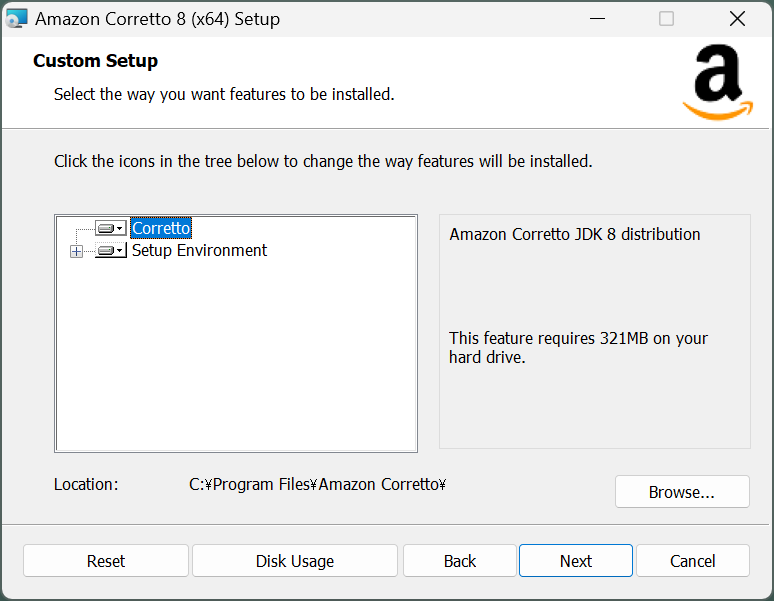 Amazon Corretto 8 (x64) Setup
Custom Setup
Select the way you want features to be installed.
a
Click the icons in the tree below to change the way features will be installed.
Corretto
Setup Environment
Amazon Corretto JDK 8 distribution
This feature requires 321MB on your
hard drive.
Location:
C:¥Program Files¥Amazon Corretto¥
Browse...
Reset
Disk Usage
Back
Next
Cancel